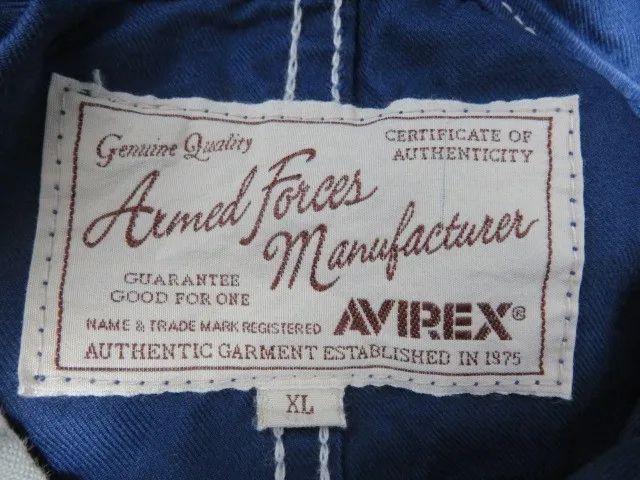 Genuine Quality
CERTIFICATE OF
AUTHENTICITY
Armed Forces
Manufacturer
GUARANTEE
GOOD FOR ONE
NAME & TRADE MARK REGISTERED
AVIREX®
AUTHENTIC GARMENT ESTABLISHED IN 1975
XL